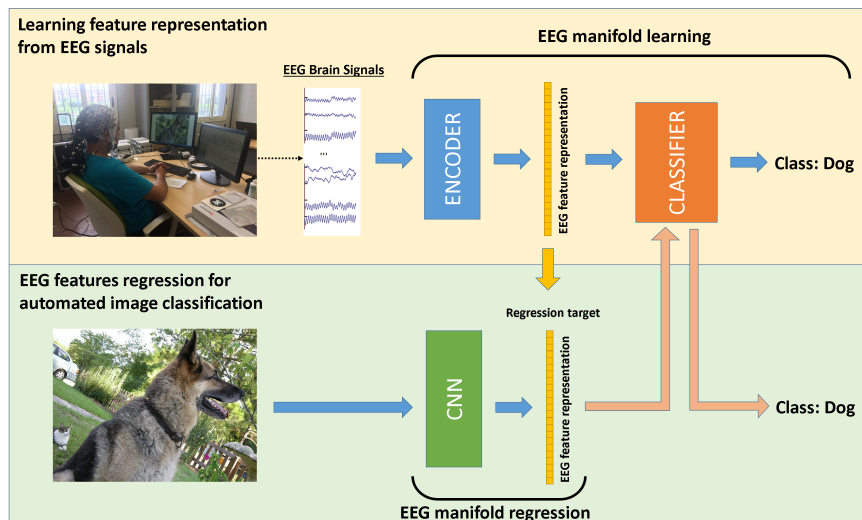 Learning feature representation
from EEG signals
EEG manifold learning
EEG Brain Signals
...
ENCODER
EEG feature representation
CLASSIFIER
Class: Dog
EEG features regression for
automated image classification
Regression target
CNN
EEG feature representation
Class: Dog
EEG manifold regression